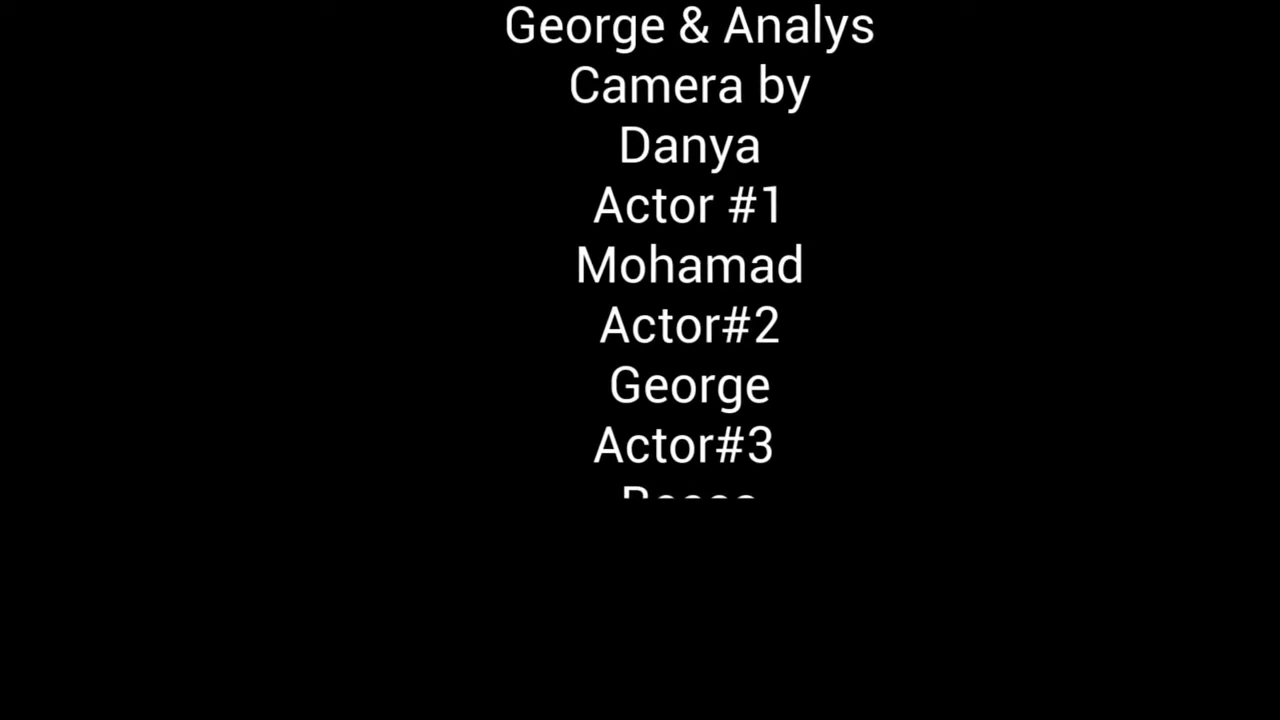 George & Analys
Camera by
Danya
Actor #1
Mohamad
Actor#2
George
Actor#3